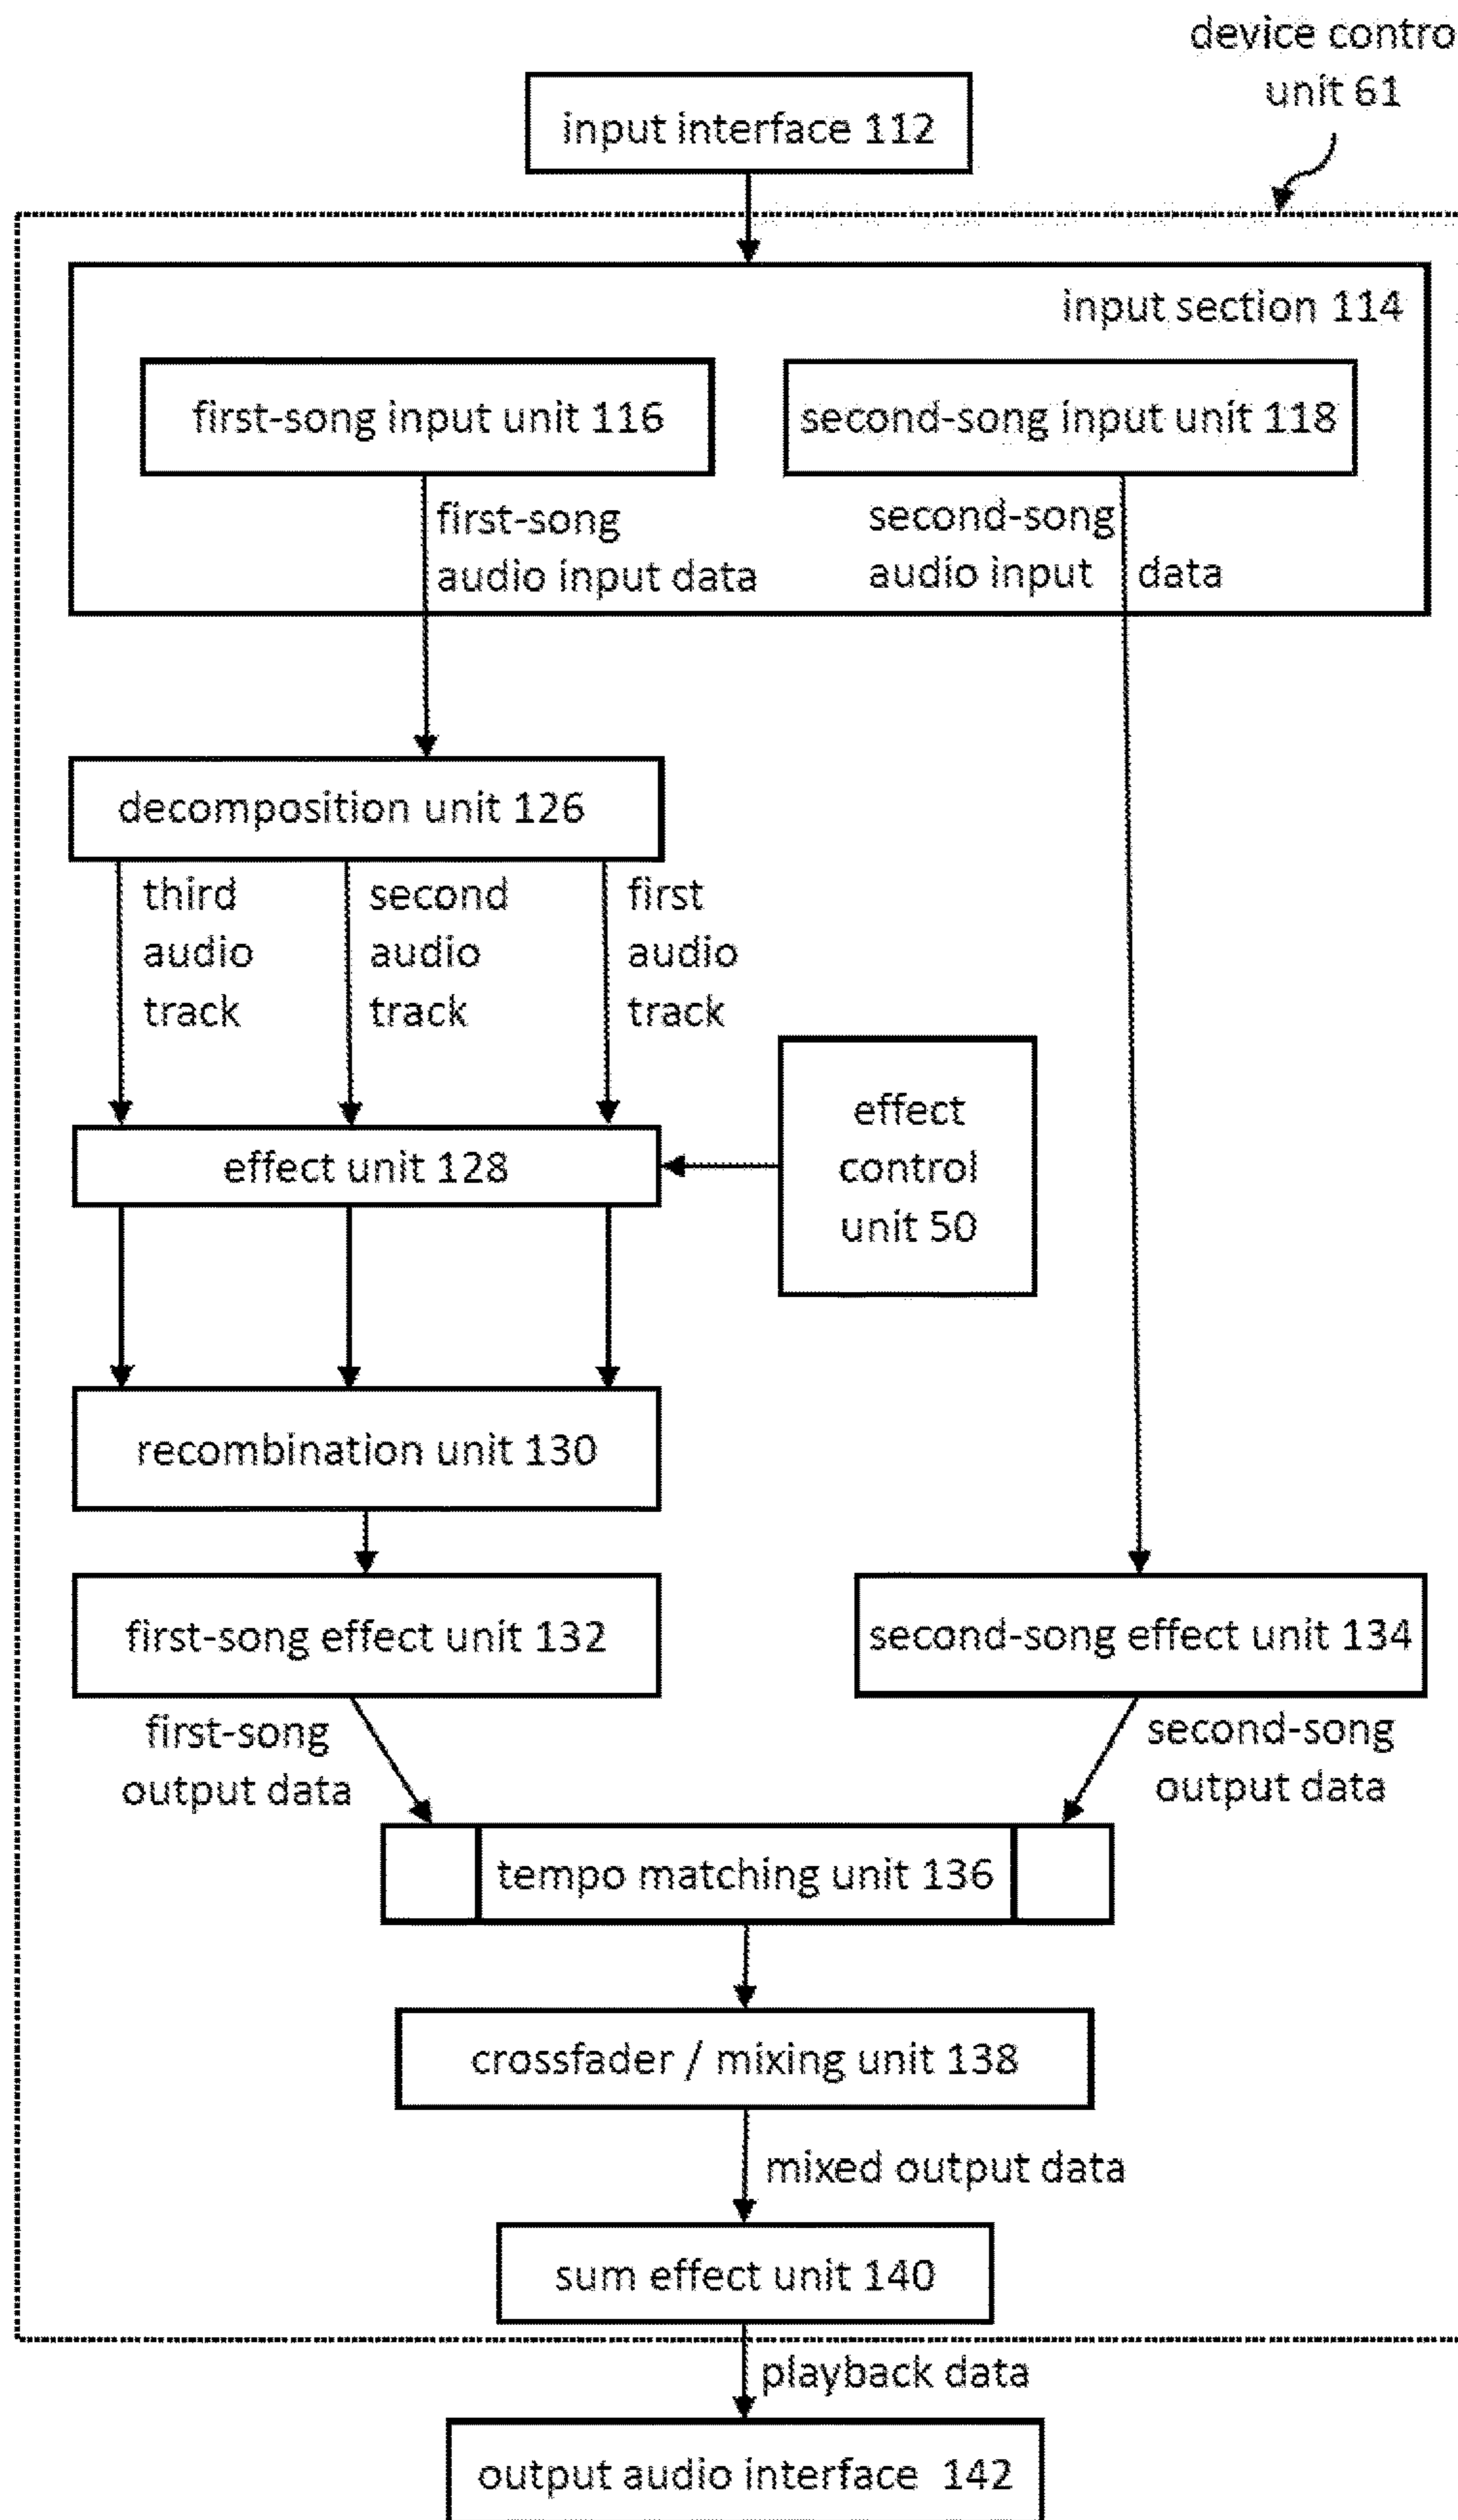 device contro
unit 61
input interface 112
input section 114
first-song input unit 116
second-song input unit 118
first-song
audio input data
second-song
audio input data
decomposition unit 126
third
audio
track
second
audio
track
first
audio
track
effect
control
unit 50
effect unit 128
recombination unit 130
first-song effect unit 132
second-song effect unit 134
first-song
output data
second-song
output data
tempo matching unit 136
crossfader / mixing unit 138
mixed output data
sum effect unit 140
playback data
output audio interface 142